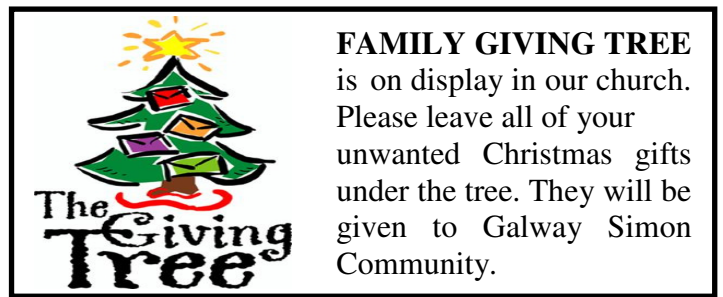 The
Giving
Tree
FAMILY GIVING TREE
is on display in our church.
Please leave all of your
unwanted Christmas gifts
under the tree. They will be
given to Galway Simon
Community.